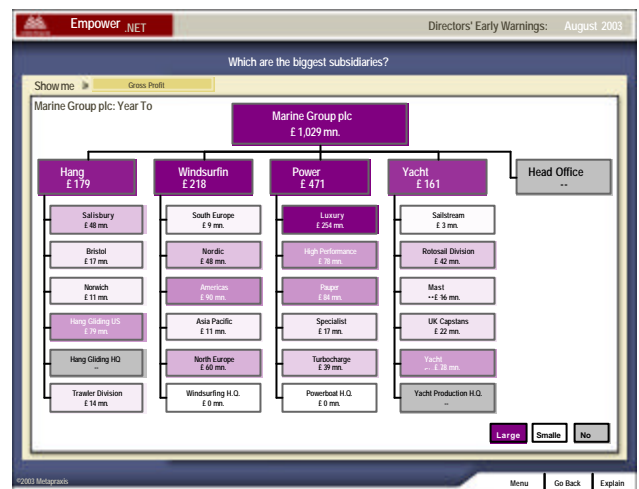 Empower .NET
Directors' Early Warnings: August 2003
Which are the biggest subsidiaries?
Show me Gross Profit
Marine Group plc: Year To
Marine Group plc
£ 1,029 mn.
Hang
£ 179
Windsurfin
£ 218
Power
£ 471
Yacht
£ 161
Head Office
--
Salisbury
£ 48 mn.
South Europe
£ 9 mn.
Luxury
£ 254 mn.
Sailstream
£ 3 mn.
Bristol
£ 17 mn.
Nordic
£ 48 mn.
High Performance
£ 78 mn.
Rotosail Division
£ 42 mn.
Norwich
£ 11 mn.
Americas
£ 90 mn.
Pauper
£ 84 mn.
Mast
£ 16 mn.
Hang Gliding US
£ 79 mn.
Asia Pacific
£ 11 mn.
Specialist
£ 17 mn.
UK Capstans
£ 22 mn.
Hang Gliding HQ
--
North Europe
£ 60 mn.
Turbocharge
£ 39 mn.
Yacht
mn.
Trawler Division
£ 14 mn.
Windsurfing H.Q.
£ 0 mn.
Powerboat H.Q.
£ 0 mn.
Yacht Production H.Q.
--
Large Smalle No
©2003 Metapraxis
Menu Go Back Explain